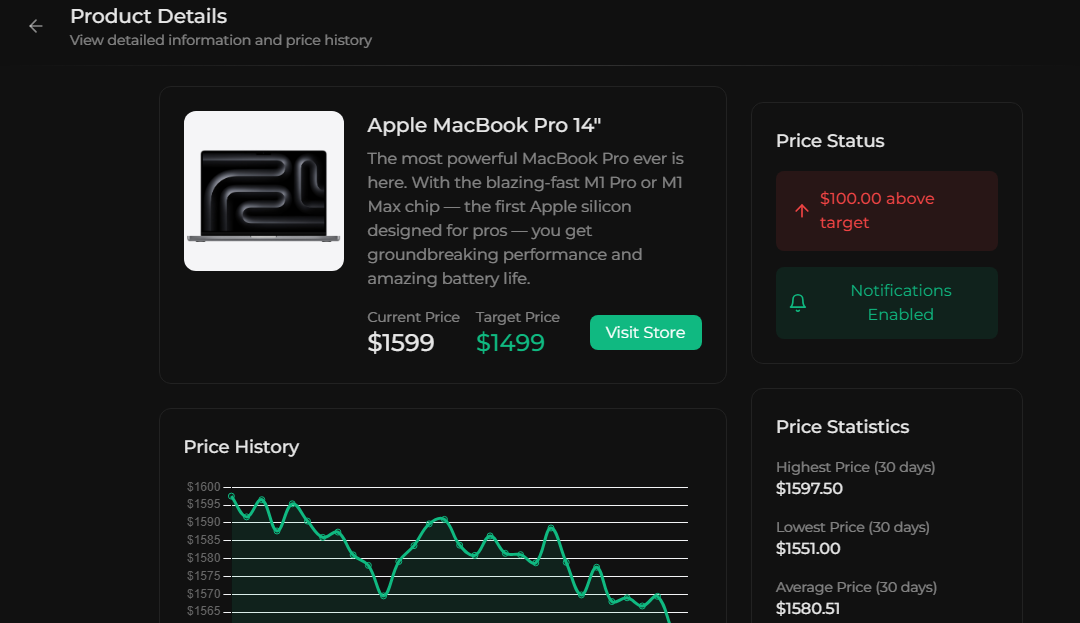 Product Details
View detailed information and price history
Apple MacBook Pro 14"
The most powerful MacBook Pro ever is
here. With the blazing-fast M1 Pro or M1
Max chip — the first Apple silicon
designed for pros — you get
groundbreaking performance and
amazing battery life.
Current Price
Target Price
$1599
$1499
Visit Store
Price Status
$100.00 above
target
Notifications
Enabled
Price History
$1600
$1595
$1590
$1585
$1580
$1575
$1570
$1565
Price Statistics
Highest Price (30 days)
$1597.50
Lowest Price (30 days)
$1551.00
Average Price (30 days)
$1580.51